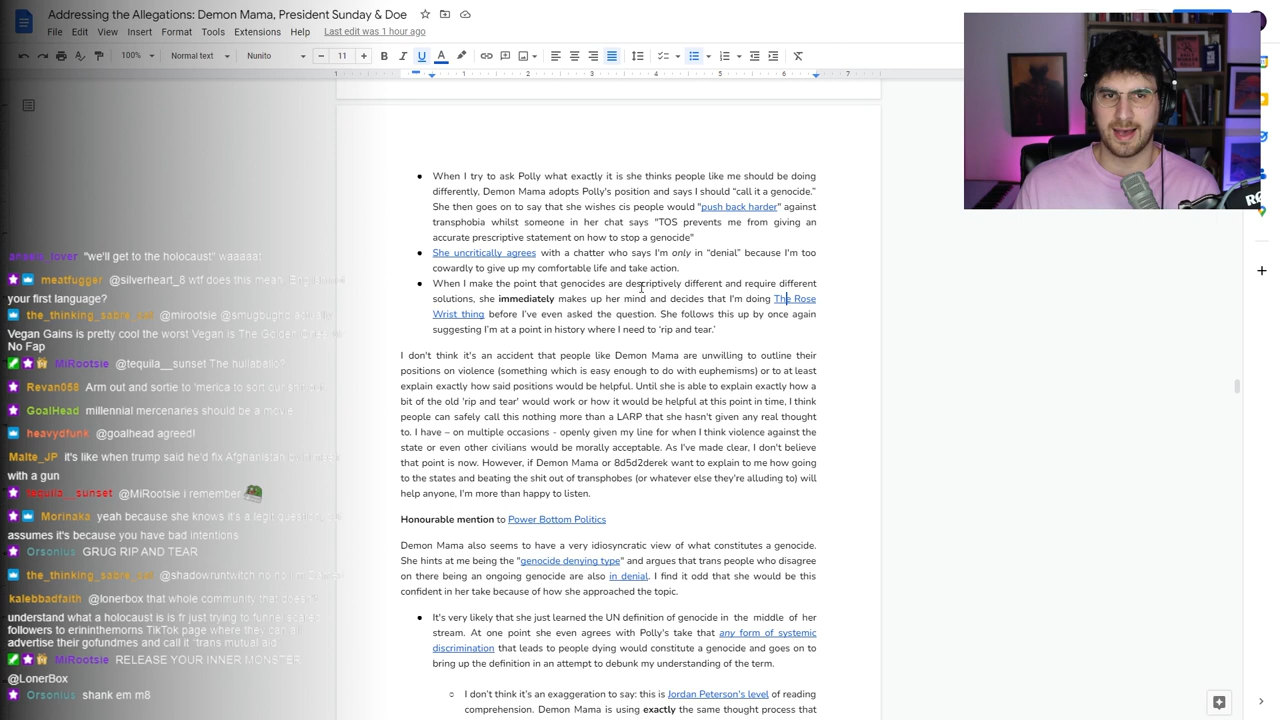 Addressing the Allegations: Demon Mama, President Sunday & Doe
File Edit View Insert Format Tools Extensions Help Last edit was 1 hour ago
100% Normal text Nunito 11
1 1 2 3 4 5 6 7
When I try to ask Polly what exactly it is she thinks people like me should be doing
differently, Demon Mama adopts Polly's position and says I should “call it a genocide.”
She then goes on to say that she wishes cis people would "push back harder" against
transphobia whilst someone in her chat says "TOS prevents me from giving an
accurate prescriptive statement on how to stop a genocide"
She uncritically agrees with a chatter who says I'm only in “denial” because I'm too
cowardly to give up my comfortable life and take action.
When I make the point that genocides are descriptively different and require different
solutions, she immediately makes up her mind and decides that I'm doing The Rose
Wrist thing before I've even asked the question. She follows this up by once again
suggesting I'm at a point in history where I need to ‘rip and tear.’
I don't think it's an accident that people like Demon Mama are unwilling to outline their
positions on violence (something which is easy enough to do with euphemisms) or to at least
explain exactly how said positions would be helpful. Until she is able to explain exactly how a
bit of the old 'rip and tear' would work or how it would be helpful at this point in time, I think
people can safely call this nothing more than a LARP that she hasn't given any real thought
to. I have – on multiple occasions - openly given my line for when I think violence against the
state or even other civilians would be morally acceptable. As I've made clear, I don't believe
that point is now. However, if Demon Mama or 8d5d2derek want to explain to me how going
to the states and beating the shit out of transphobes (or whatever else they're alluding to) will
help anyone, I'm more than happy to listen.
Honourable mention to Power Bottom Politics
Demon Mama also seems to have a very idiosyncratic view of what constitutes a genocide.
She hints at me being the "genocide denying type" and argues that trans people who disagree
on there being an ongoing genocide are also in denial. I find it odd that she would be this
confident in her take because of how she approached the topic.
It's very likely that she just learned the UN definition of genocide in the middle of her
stream. At one point she even agrees with Polly's take that any form of systemic
discrimination that leads to people dying would constitute a genocide and goes on to
bring up the definition in an attempt to debunk my understanding of the term.
I don't think it's an exaggeration to say: this is Jordan Peterson's level of reading
comprehension. Demon Mama is using exactly the same thought process that
"we'll get to the holocaust" waaaat
meatfugger @silverheart_8 wtf does this mean. English
your first language?
the_thinking_sabre_cat @mirootsie @smugbugho actually
Vegan Gains is pretty cool the worst Vegan is The Golden
No Fap
MiRootsie @tequila__sunset The hullaballo?
Revan058 Arm out and sortie to 'merica to sort our shit out
GoalHead millennial mercenaries should be a movie
heavydfunk @goalhead agreed!
Malte_JP it's like when trump said he'd fix Afghanistan
with a gun
tequila__sunset @MiRootsie i remember
Morinaka yeah because she knows it's a legit question,
assumes it's because you have bad intentions
Orsonius GRUG RIP AND TEAR
the_thinking_sabre_cat @shadowruntwitch no no I'm
kalebbadfaith @lonerbox that whole community that doesn't
understand what a holocaust is is fr just trying to funnel
followers to erininthemorns TikTok page where they can all
advertise their gofundmes and call it "trans mutual aid
MiRootsie RELEASE YOUR INNER MONSTER
@LonerBox
Orsonius shank em m8